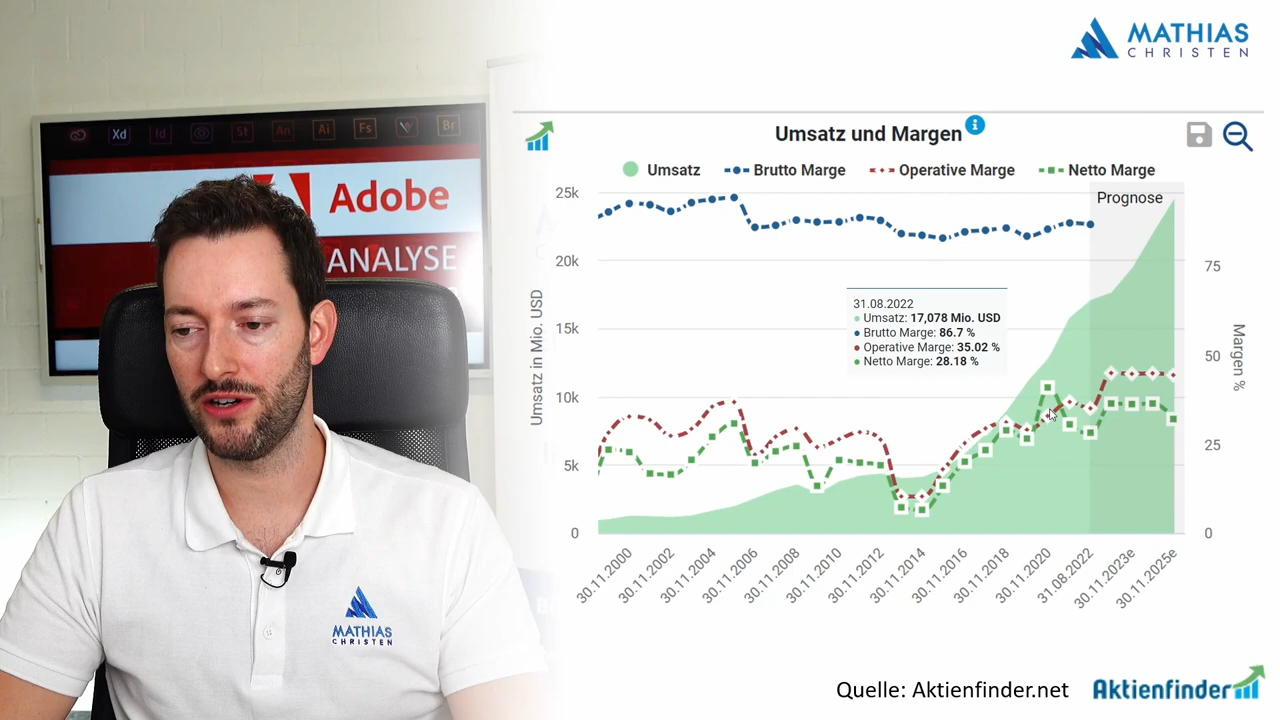 MATHIAS
CHRISTEN
Xd
Id
St
An
Ai
Fs
Br
Adobe
ANALYSE
MATHIAS
CHRISTEN
Umsatz und Margen
Umsatz
Brutto Marge
Operative Marge
Netto Marge
Prognose
25k
20k
15k
10k
5k
0
Umsatz in Mio. USD
31.08.2022
Umsatz: 17,078 Mio. USD
Brutto Marge: 86.7 %
Operative Marge: 35.02 %
Netto Marge: 28.18 %
75
50
25
0
Margen %
30.11.2000
30.11.2002
30.11.2004
30.11.2006
30.11.2008
30.11.2010
30.11.2012
30.11.2014
30.11.2016
30.11.2018
30.11.2020
31.08.2022
30.11.2023e
30.11.2025e
Quelle: Aktienfinder.net
Aktienfinder